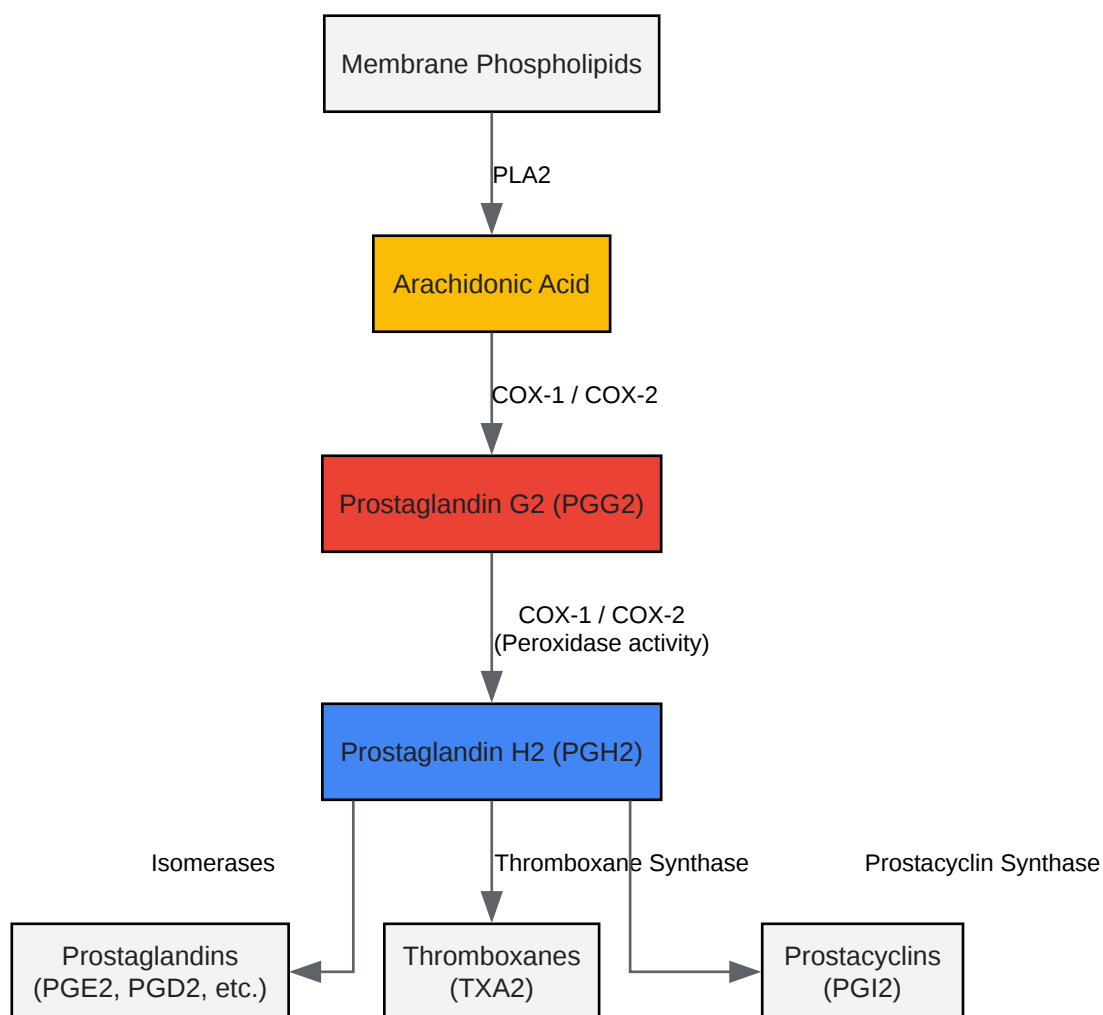 Membrane Phospholipids
PLA2
Arachidonic Acid
COX-1 / COX-2
Prostaglandin G2 (PGG2)
COX-1 / COX-2
(Peroxidase activity)
Prostaglandin H2 (PGH2)
Isomerases
Thromboxane Synthase
Prostacyclin Synthase
Prostaglandins
(PGE2, PGD2, etc.)
Thromboxanes
(TXA2)
Prostacyclins
(PGI2)